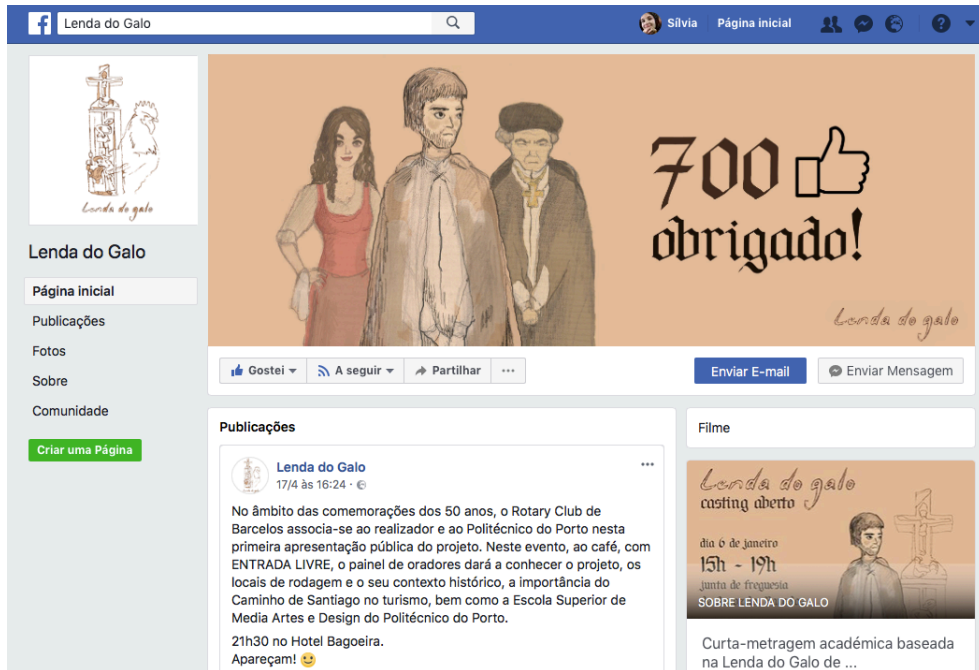 Lenda do Galo
Sílvia
Página inicial
Lenda do galo
Lenda do Galo
Página inicial
Publicações
Fotos
Sobre
Comunidade
Criar uma Página
700
obrigado!
Lenda do galo
Gostei
A seguir
Partilhar
Enviar E-mail
Enviar Mensagem
Publicações
Lenda do Galo
17/4 às 16:24 ·
No âmbito das comemorações dos 50 anos, o Rotary Club de
Barcelos associa-se ao realizador e ao Politécnico do Porto nesta
primeira apresentação pública do projeto. Neste evento, ao café, com
ENTRADA LIVRE, o painel de oradores dará a conhecer o projeto, os
locais de rodagem e o seu contexto histórico, a importância do
Caminho de Santiago no turismo, bem como a Escola Superior de
Media Artes e Design do Politécnico do Porto.
21h30 no Hotel Bagoeira.
Apareçam! 🙂
Filme
Lenda do galo
casting aberto
dia 6 de janeiro
15h - 19h
junta de freguesia
SOBRE LENDA DO GALO
Curta-metragem académica baseada
na Lenda do Galo de ...